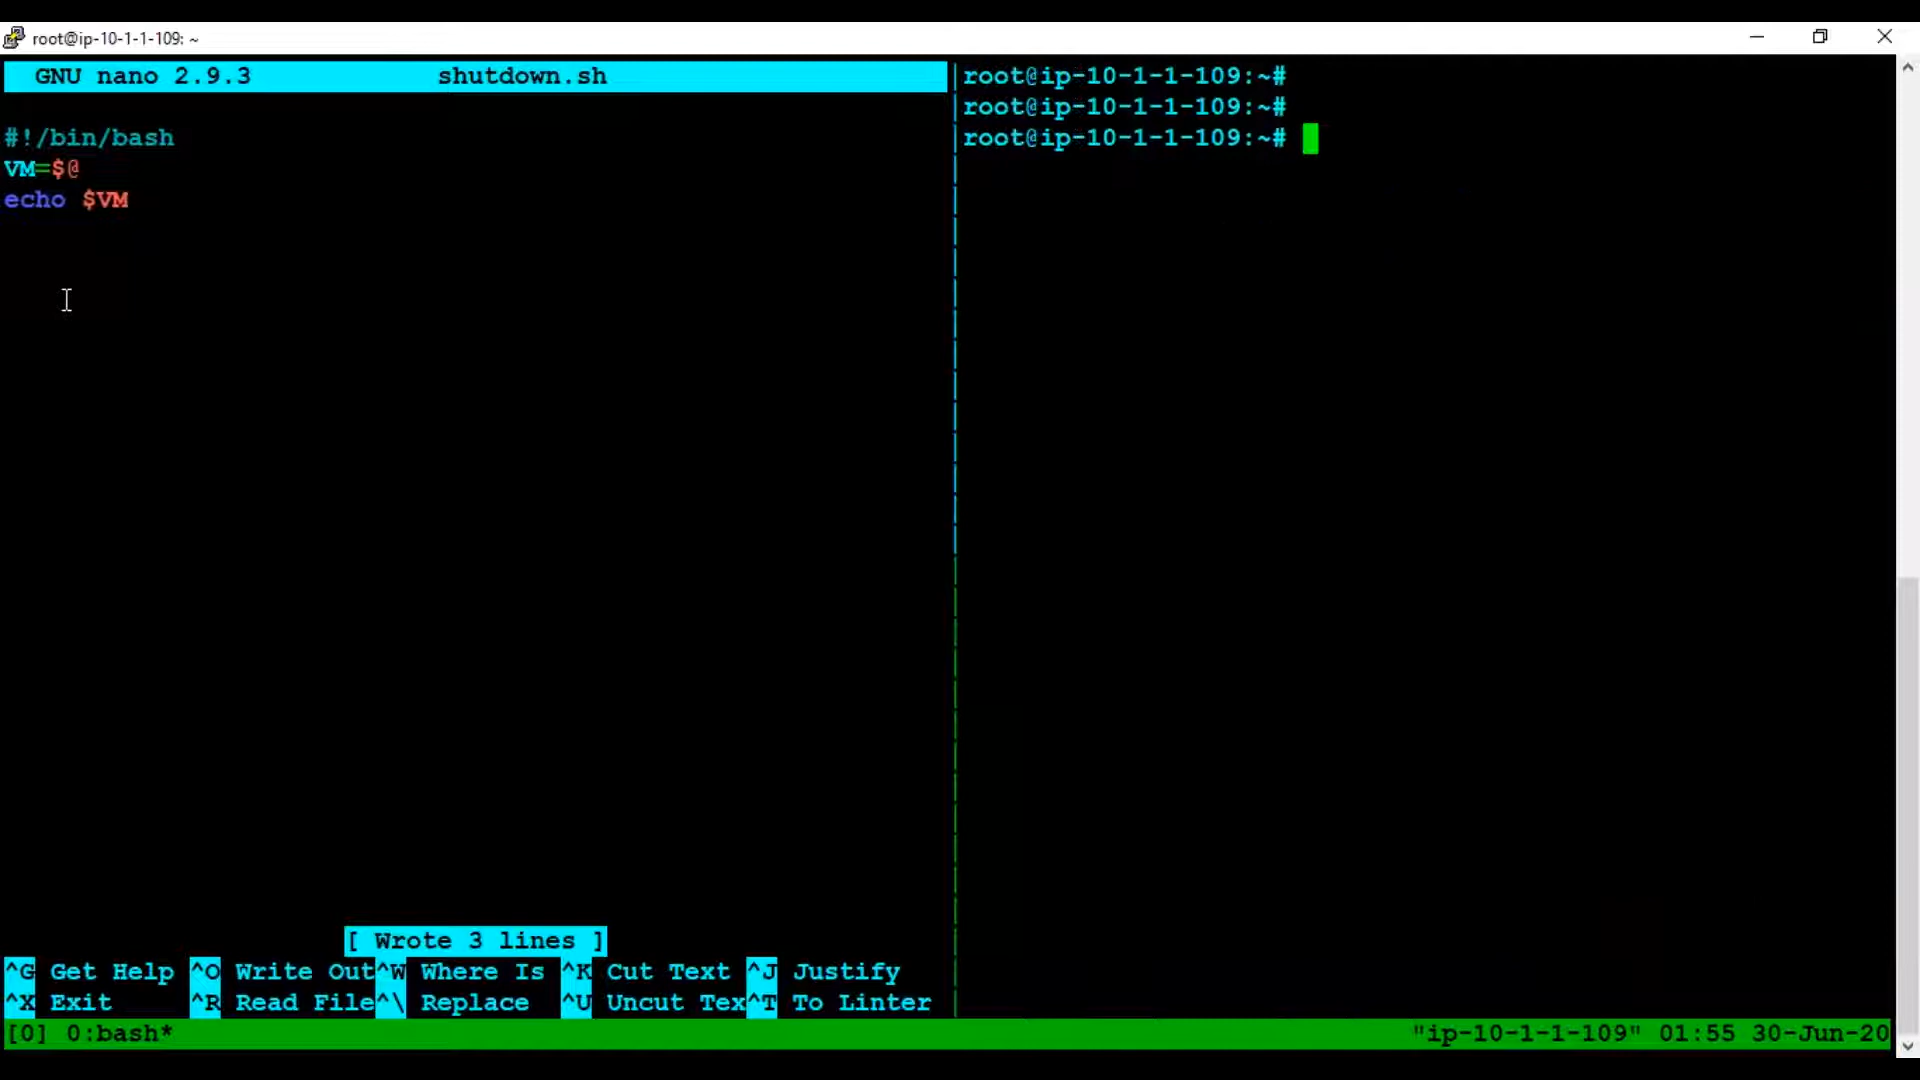 root@ip-10-1-1-109: ~
GNU nano 2.9.3 shutdown.sh
#!/bin/bash
VM=$@
echo $VM
[ Wrote 3 lines ]
^G Get Help ^O Write Out^W Where Is ^K Cut Text ^J Justify
^X Exit ^R Read File^\ Replace ^U Uncut Tex^T To Linter
root@ip-10-1-1-109:~#
root@ip-10-1-1-109:~#
root@ip-10-1-1-109:~#
[0] 0:bash* "ip-10-1-1-109" 01:55 30-Jun-20